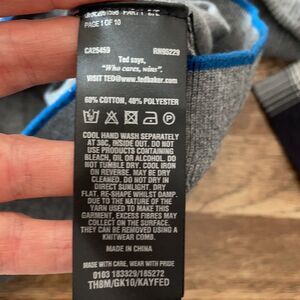 PAGE 1 OF 10
CA25459 RN95229
Ted says,
"Who cares, wins".
VISIT TED@www.tedbaker.com
60% COTTON, 40% POLYESTER
COOL HAND WASH SEPARATELY
AT 38C, INSIDE OUT. DO NOT
USE PRODUCTS CONTAINING
BLEACH, OIL OR ALCOHOL. DO
NOT TUMBLE DRY. COOL IRON
ON REVERSE. MAY BE DRY
CLEANED. DO NOT DRY IN
DIRECT SUNLIGHT. DRY
FLAT, RE-SHAPE WHILST DAMP.
DUE TO THE NATURE OF THE
YARN USED TO MAKE THIS
GARMENT, EXCESS FIBRES MAY
COLLECT ON THE SURFACE.
THEY CAN BE REMOVED USING A
KNITWEAR COMB.
MADE IN CHINA
MADE WITH CARE, WEAR WITH PRIDE
0103 183329/165272
TH8M/GK10/KAYFED